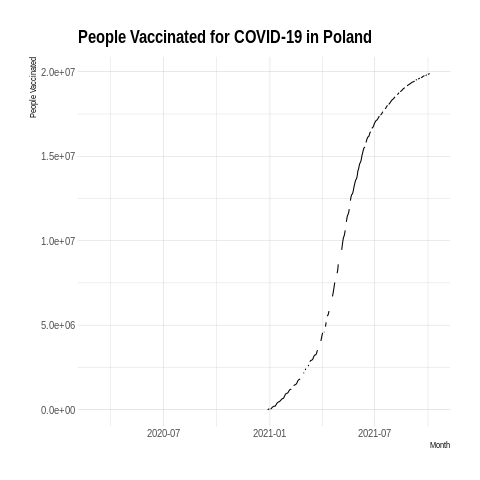 People Vaccinated for COVID-19 in Poland
People Vaccinated
2.0e+07
1.5e+07
1.0e+07
5.0e+06
0.0e+00
2020-07
2021-01
2021-07
Month